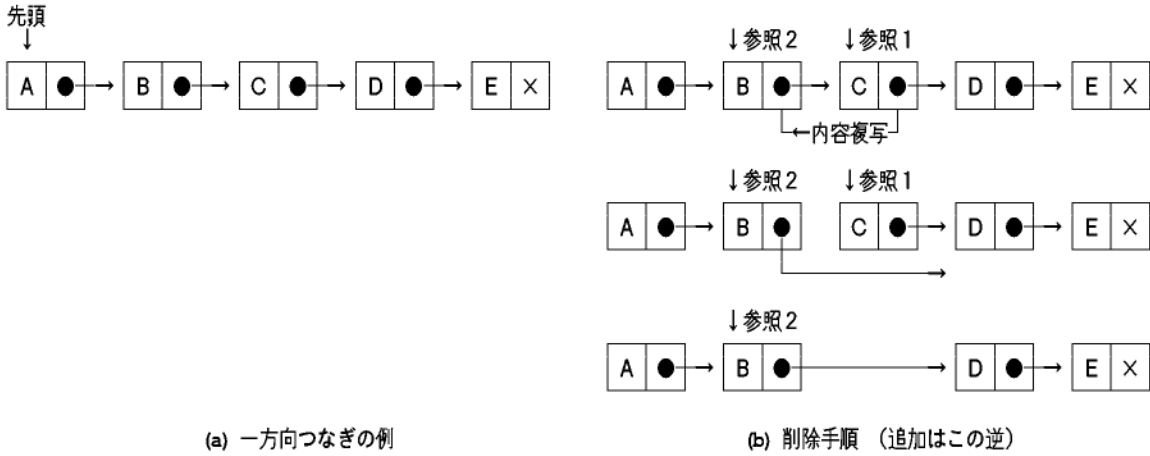 先頭
↓
A B C D E ×
↓参照2 ↓参照1
A B C D E ×
←内容複写
↓参照2 ↓参照1
A B C D E ×
↓参照2
A B D E ×
(a) 一方向つなぎの例
(b) 削除手順 (追加はこの逆)